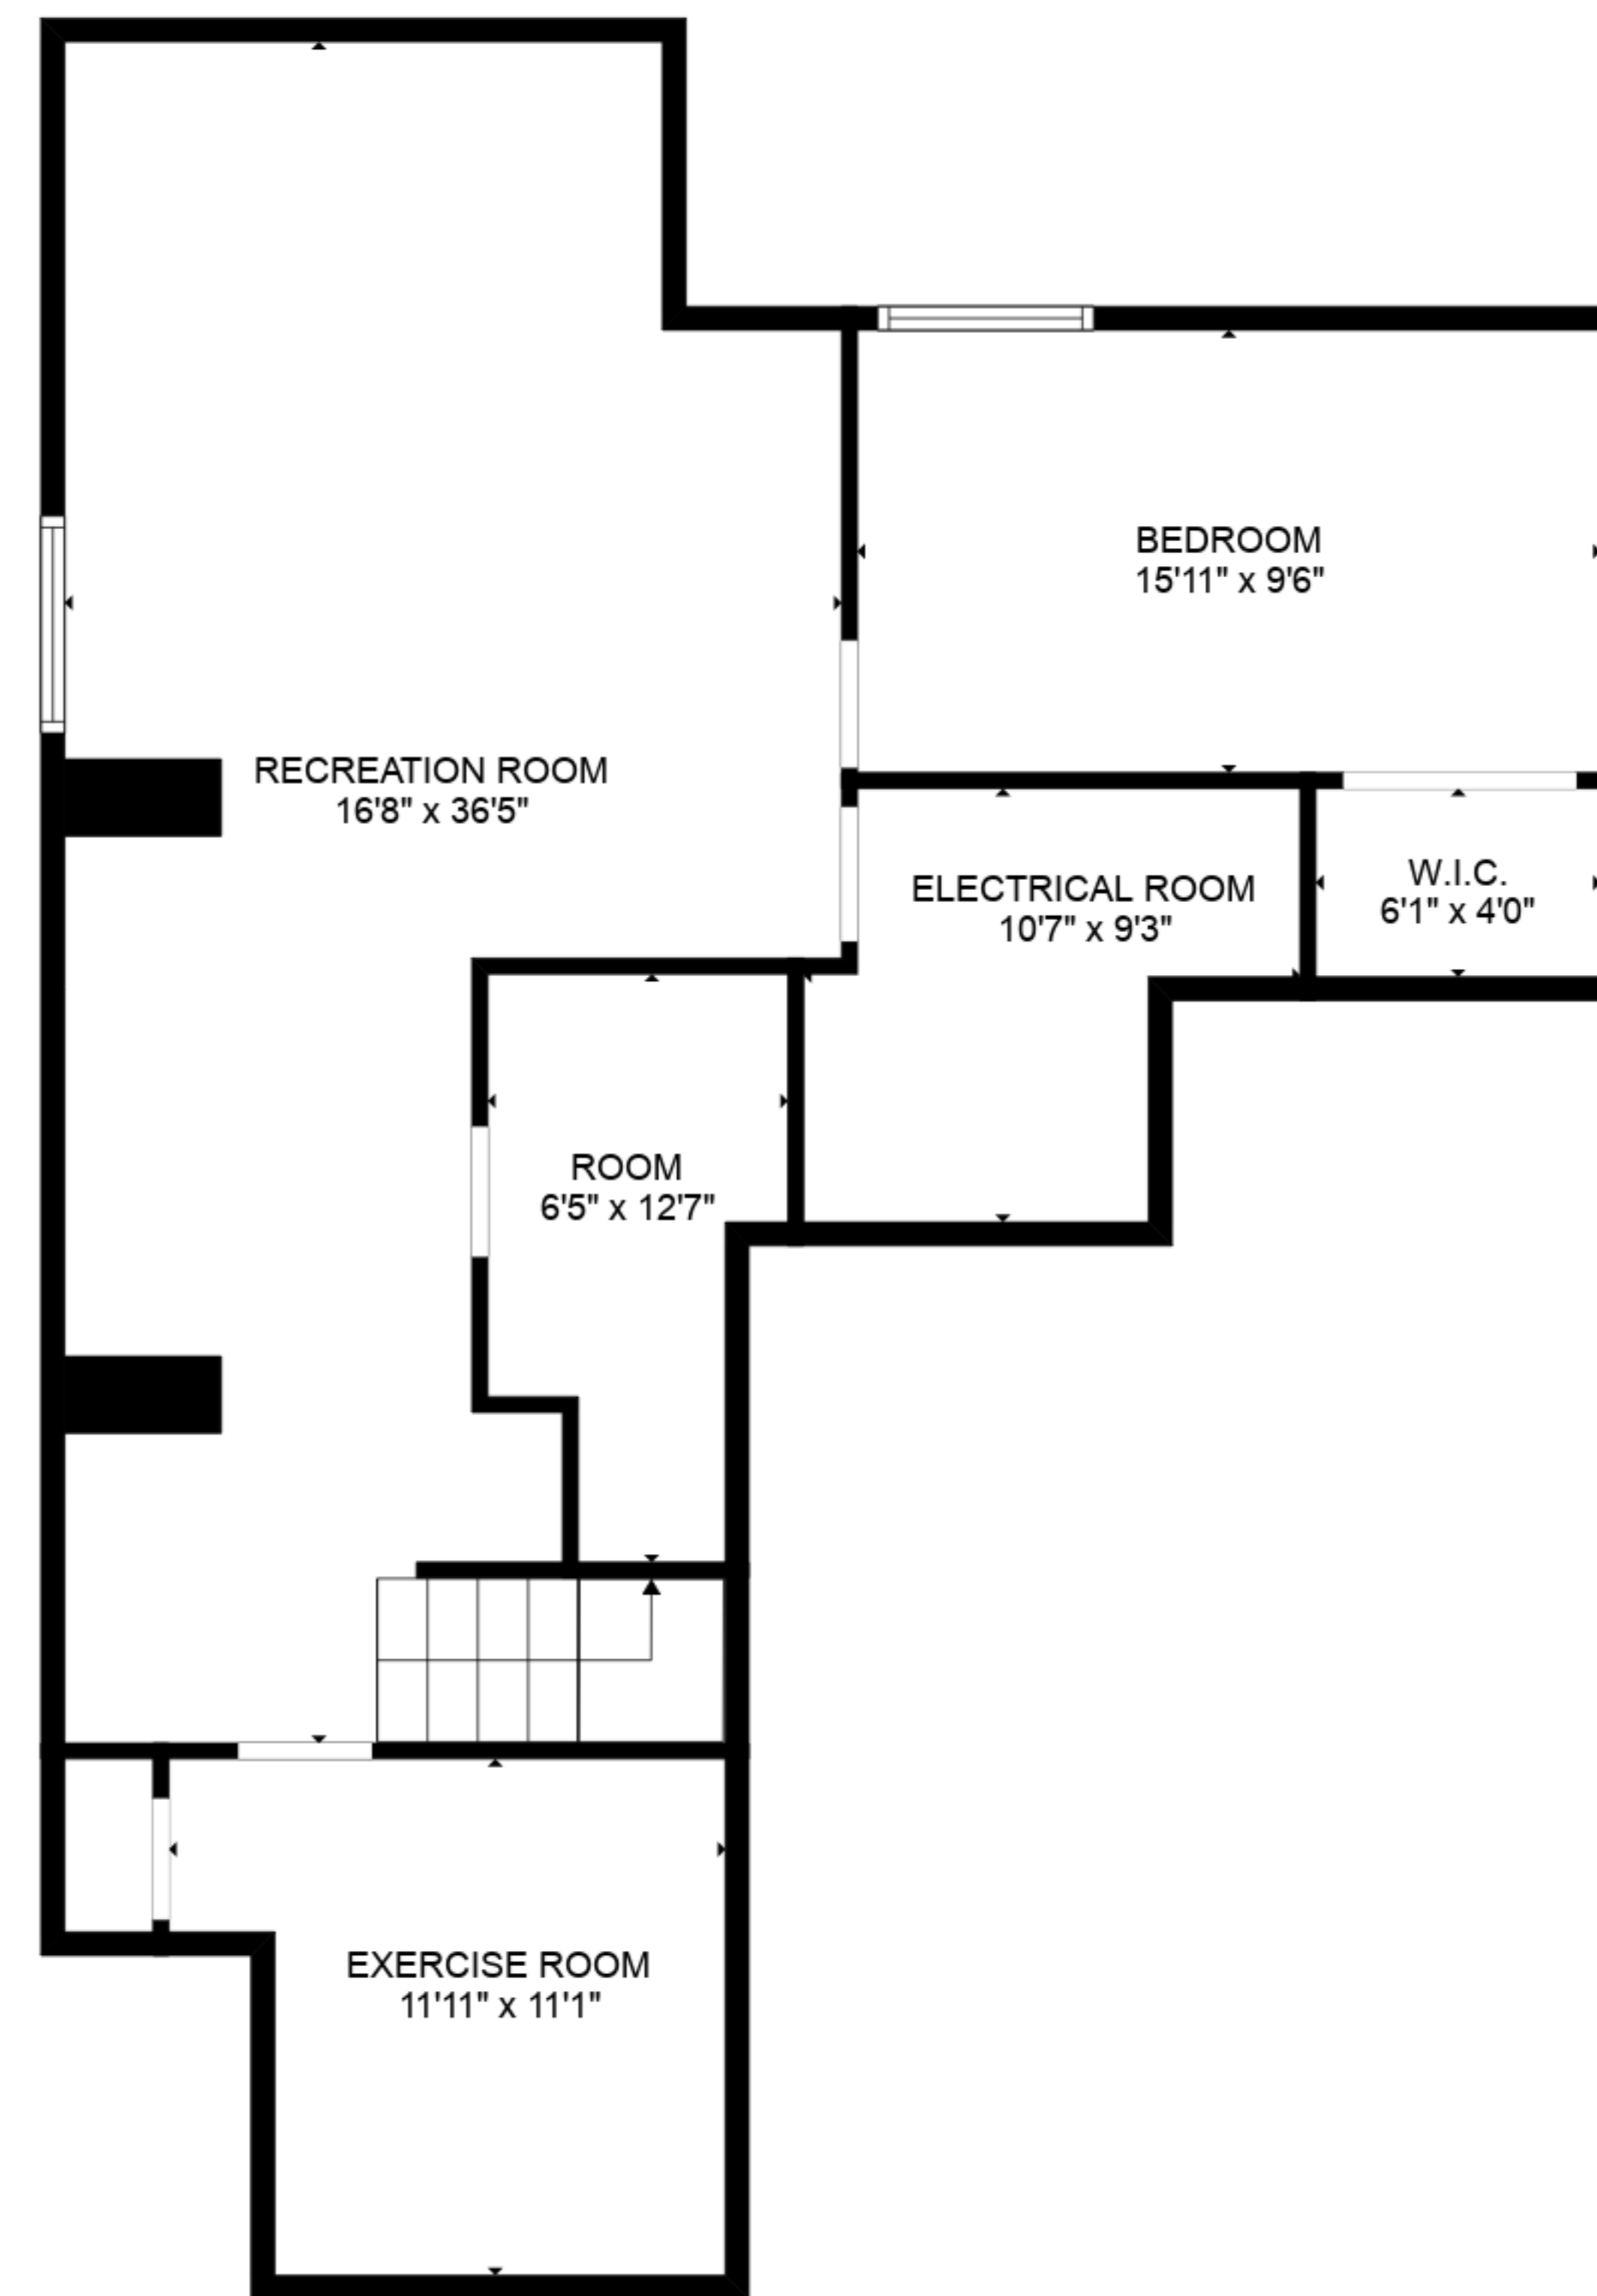 BEDROOM
15'11" x 9'6"
RECREATION ROOM
16'8" x 36'5"
ELECTRICAL ROOM
10'7" x 9'3"
W.I.C.
6'1" x 4'0"
ROOM
6'5" x 12'7"
EXERCISE ROOM
11'11" x 11'1"